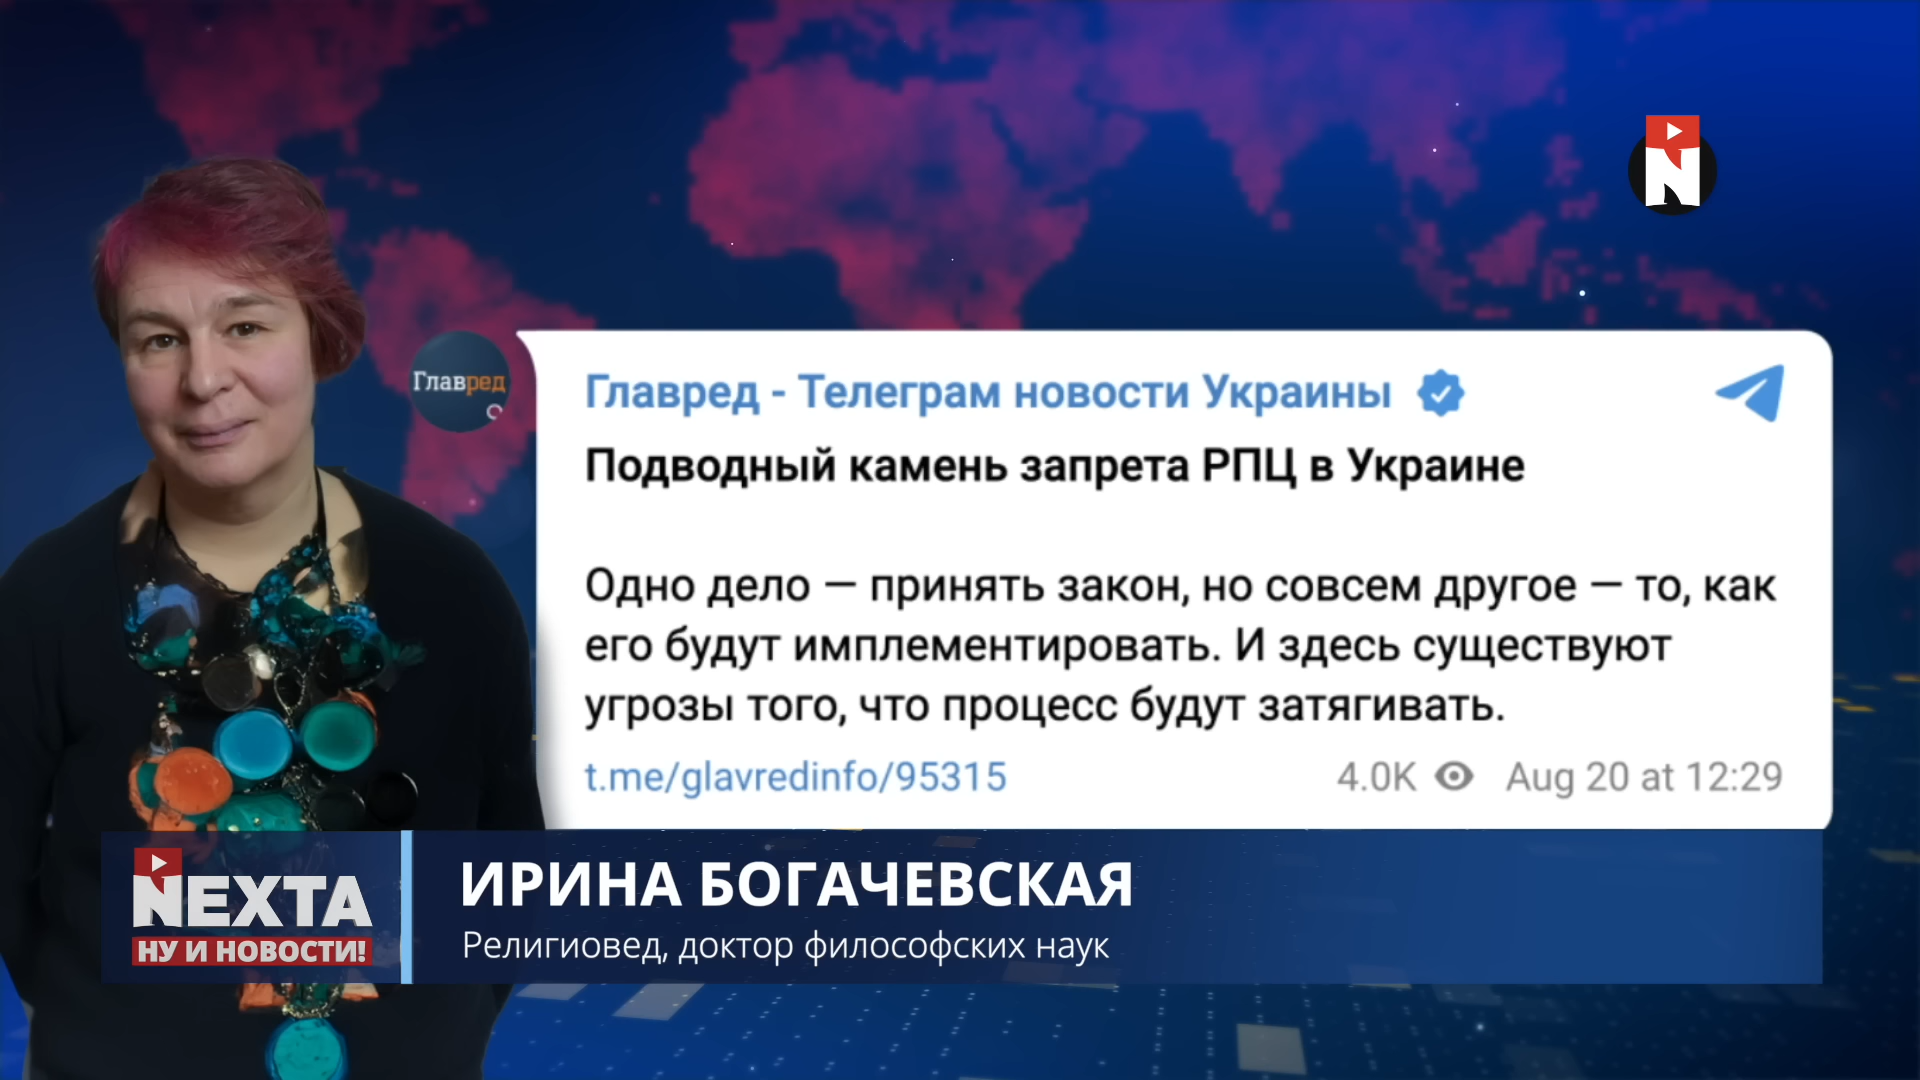 Главред
Главред - Телеграм новости Украины
Подводный камень запрета РПЦ в Украине
Одно дело — принять закон, но совсем другое — то, как
его будут имплементировать. И здесь существуют
угрозы того, что процесс будут затягивать.
t.me/glavredinfo/95315
4.0K Aug 20 at 12:29
N
NEXTA
НУ И НОВОСТИ!
ИРИНА БОГАЧЕВСКАЯ
Религиовед, доктор философских наук